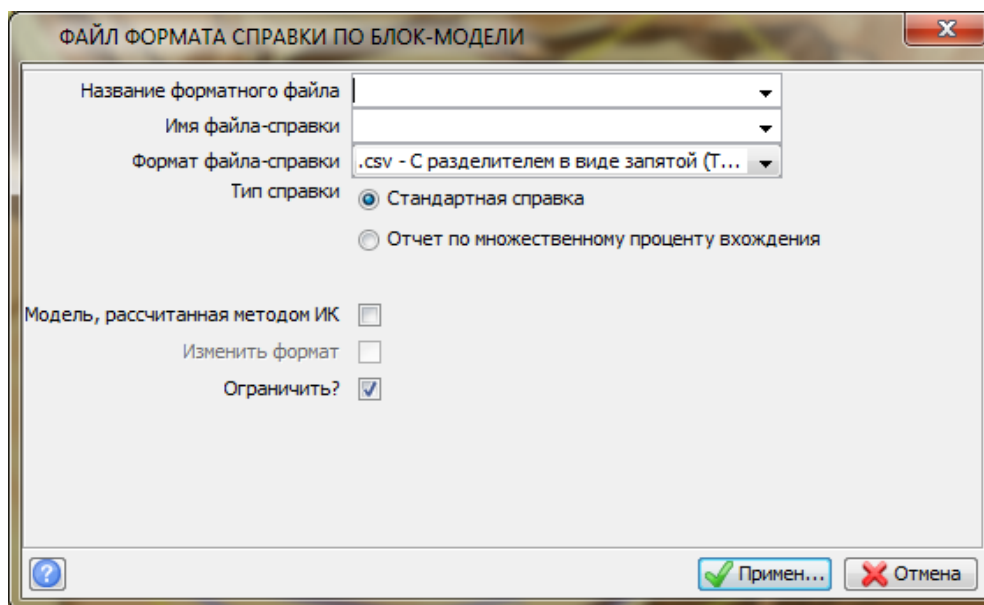 ФАЙЛ ФОРМАТА СПРАВКИ ПО БЛОК-МОДЕЛИ
Название форматного файла
Имя файла-справки
Формат файла-справки .csv - С разделителем в виде запятой (Т...
Тип справки Стандартная справка
Отчет по множественному проценту вхождения
Модель, рассчитанная методом ИК
Изменить формат
Ограничить?
Примен... Отмена